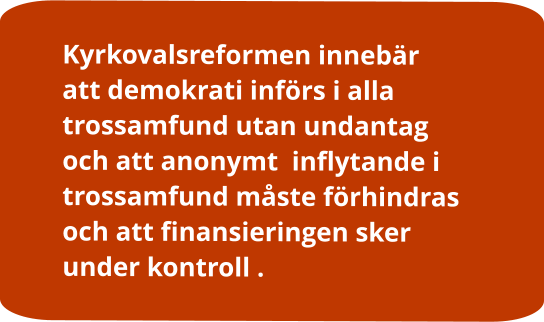 Kyrkovalsreformen innebär
att demokrati införs i alla
trossamfund utan undantag
och att anonymt  inflytande i
trossamfund måste förhindras
och att finansieringen sker
under kontroll .